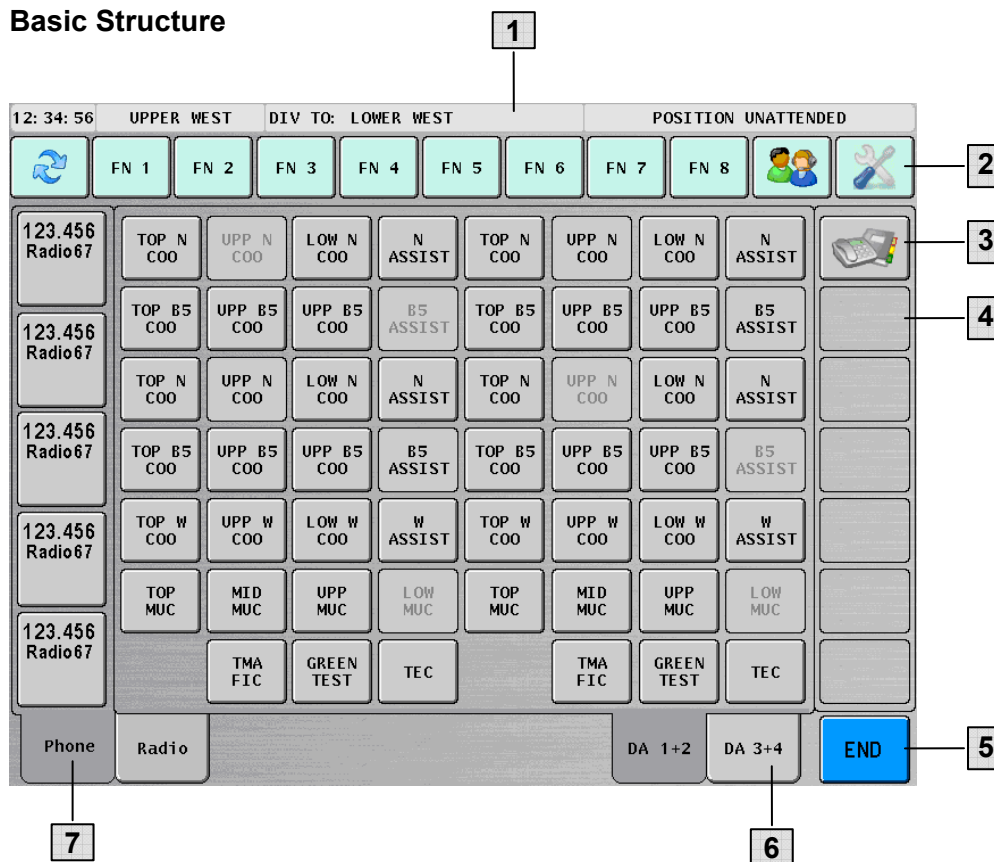 Basic Structure
1
12:34:56 UPPER WEST DIV TO: LOWER WEST POSITION UNATTENDED
FN 1 FN 2 FN 3 FN 4 FN 5 FN 6 FN 7 FN 8
2
123.456
Radio67
123.456
Radio67
123.456
Radio67
123.456
Radio67
123.456
Radio67
TOP N UPP N LOW N N TOP N UPP N LOW N N
COO COO COO ASSIST COO COO COO ASSIST
3
TOP B5 UPP B5 UPP B5 B5 TOP B5 UPP B5 UPP B5 B5
COO COO COO ASSIST COO COO COO ASSIST
4
TOP N UPP N LOW N N TOP N UPP N LOW N N
COO COO COO ASSIST COO COO COO ASSIST
TOP B5 UPP B5 UPP B5 B5 TOP B5 UPP B5 UPP B5 B5
COO COO COO ASSIST COO COO COO ASSIST
TOP W UPP W LOW W W TOP W UPP W LOW W W
COO COO COO ASSIST COO COO COO ASSIST
TOP MID UPP LOW TOP MID UPP LOW
MUC MUC MUC MUC MUC MUC MUC MUC
TMA GREEN TEC TMA GREEN TEC
FIC TEST FIC TEST
Phone Radio DA 1+2 DA 3+4 END
5
7
6